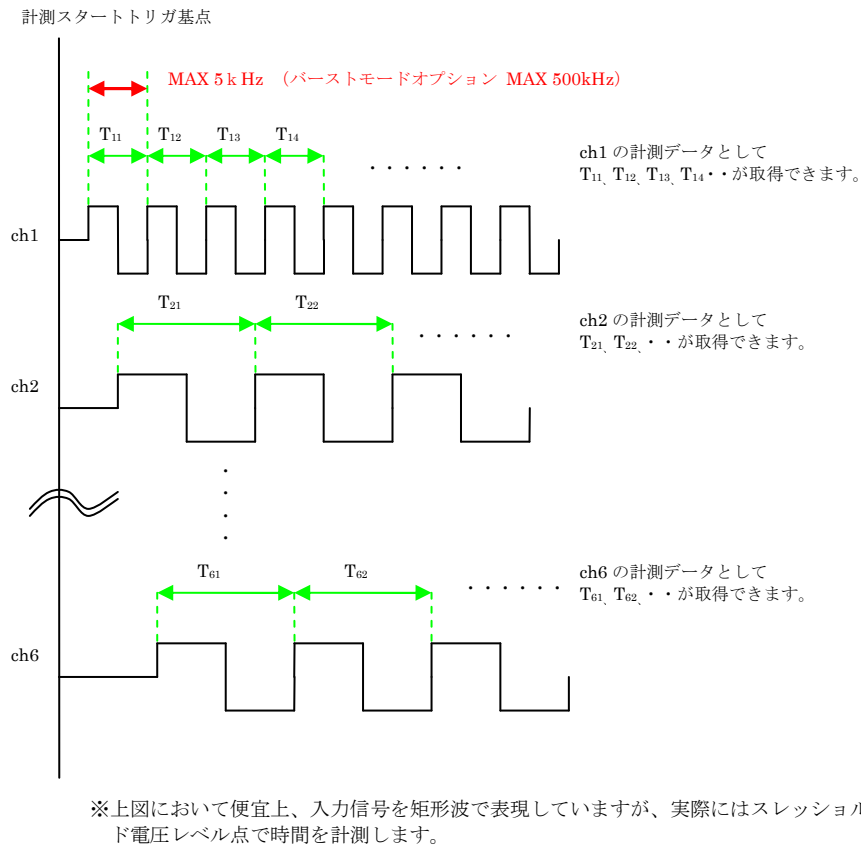 計測スタートトリガ基点
MAX 5ｋHz （バーストモードオプション MAX 500kHz）
T11 T12 T13 T14
・・・・・・
ch1 の計測データとして
T11、T12、T13、T14・・が取得できます。
ch1
T21 T22
・・・・・・
ch2 の計測データとして
T21、T22、・・が取得できます。
ch2
・・・・
T61 T62
・・・・・・
ch6 の計測データとして
T61、T62、・・が取得できます。
ch6
※上図において便宜上、入力信号を矩形波で表現していますが、実際にはスレッショル
ド電圧レベル点で時間を計測します。